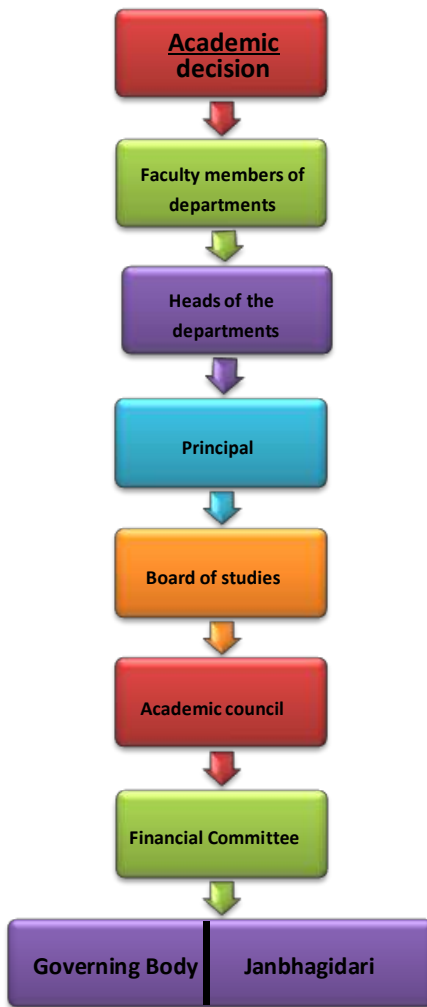 Academic
decision
Faculty members of
departments
Heads of the
departments
Principal
Board of studies
Academic council
Financial Committee
Governing Body
Janbhagidari